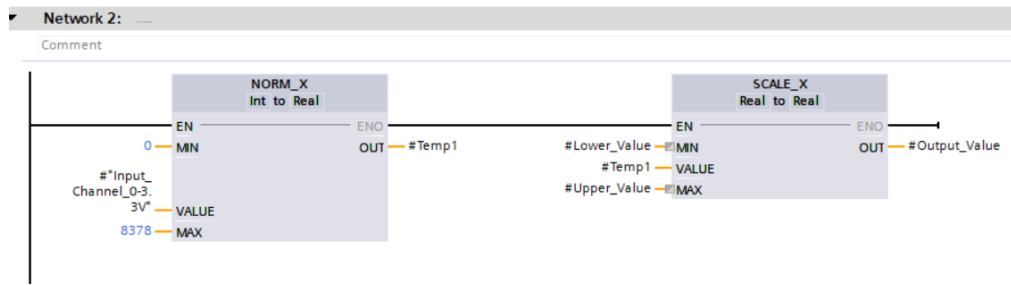 Network 2: .....
Comment
NORM_X
Int to Real
EN ENO
0 MIN OUT #Temp1
#"Input_
Channel_0-3.
3V" VALUE
8378 MAX
SCALE_X
Real to Real
EN ENO
#Lower_Value MIN OUT #Output_Value
#Temp1 VALUE
#Upper_Value MAX